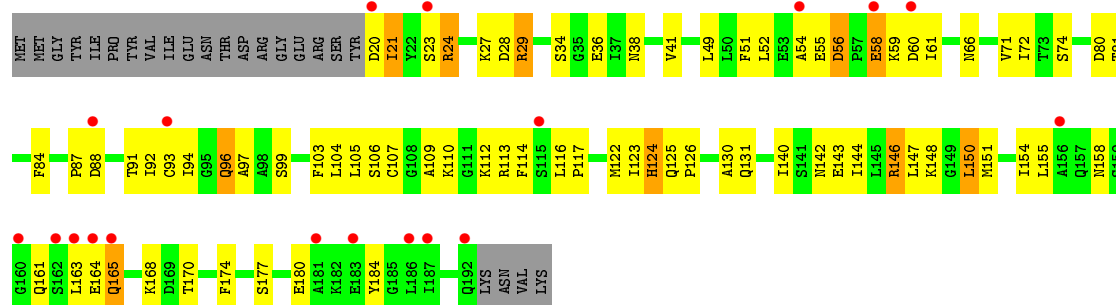 MET MET GLY TYR ILE PRO TYR VAL ILE GLU ASN THR ASP ARG GLY GLU ARG SER TYR D20 I21 Y22 S23 R24 K27 D28 R29 S34 G35 E36 I37 N38 V41 L49 L50 F51 L52 E53 A54 E55 D56 P57 E58 K59 D60 I61 N66 V71 I72 T73 S74 D80
F84 P87 D88 T91 I92 C93 I94 G95 Q96 A97 A98 S99 F103 L104 L105 S106 C107 G108 A109 K110 G111 K112 R113 F114 S115 L116 P117 M122 I123 H124 Q125 P126 A130 Q131 I140 S141 N142 E143 I144 L145 R146 L147 K148 G149 L150 M151 I154 L155 A156 Q157 N158
G160 Q161 S162 L163 E164 Q165 K168 D169 T170 F174 S177 E180 A181 K182 E183 Y184 G185 L186 I187 Q192 LYS ASN VAL LYS